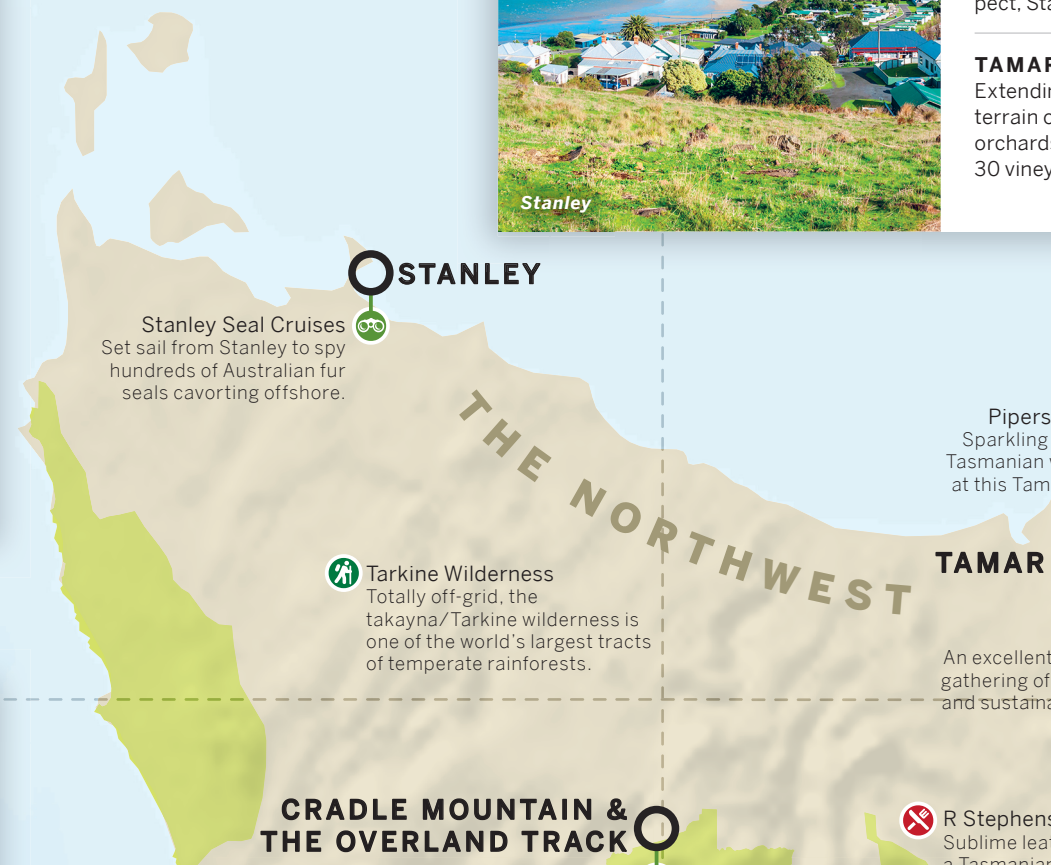 pect, Sta
TAMAR
Extendin
terrain o
orchards
30 viney
Stanley
STANLEY
Stanley Seal Cruises
Set sail from Stanley to spy
hundreds of Australian fur
seals cavorting offshore.
THE NORTHWEST
Pipers
Sparkling
Tasmanian
at this Tam
TAMAR
Tarkine Wilderness
Totally off-grid, the
takayna/Tarkine wilderness is
one of the world's largest tracts
of temperate rainforests.
An excellent
gathering of
and sustaina
CRADLE MOUNTAIN &
THE OVERLAND TRACK
R Stephens
Sublime leat
a Tasmanian